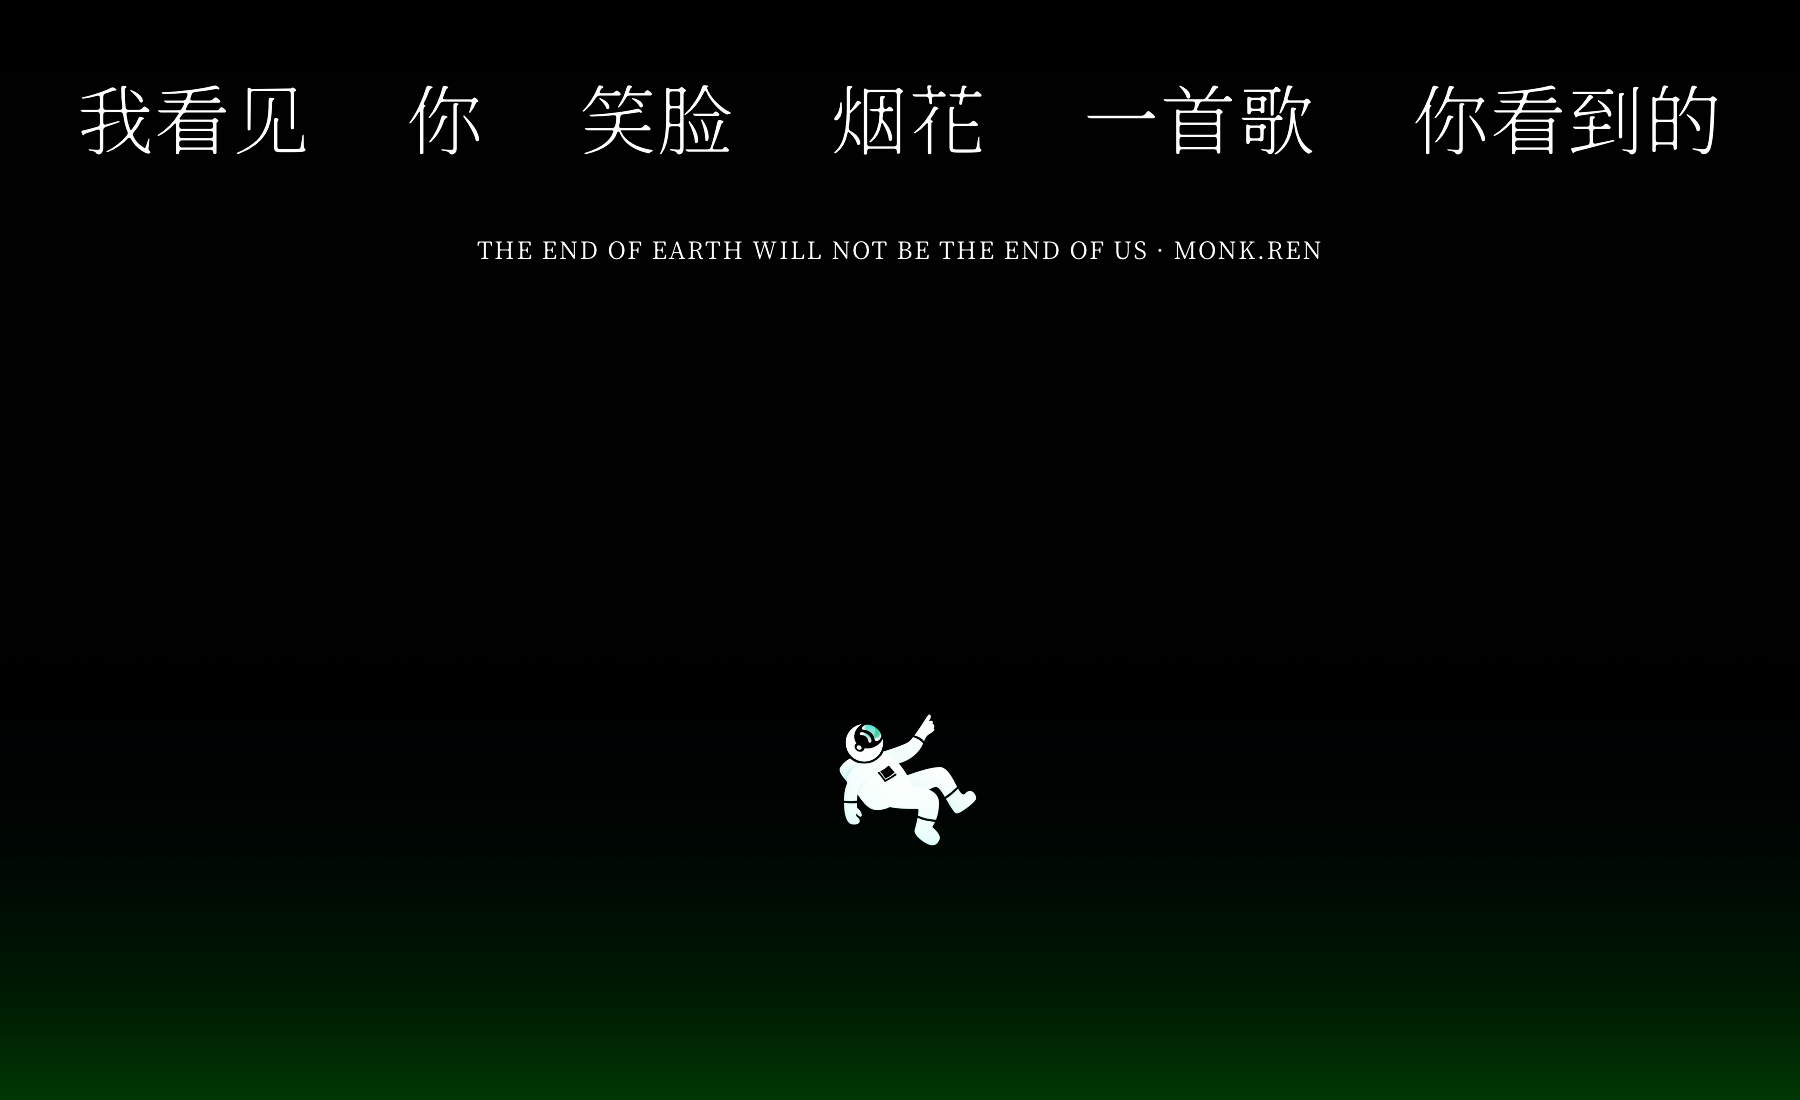 我看见 你 笑脸 烟花 一首歌 你看到的
THE END OF EARTH WILL NOT BE THE END OF US · MONK.REN